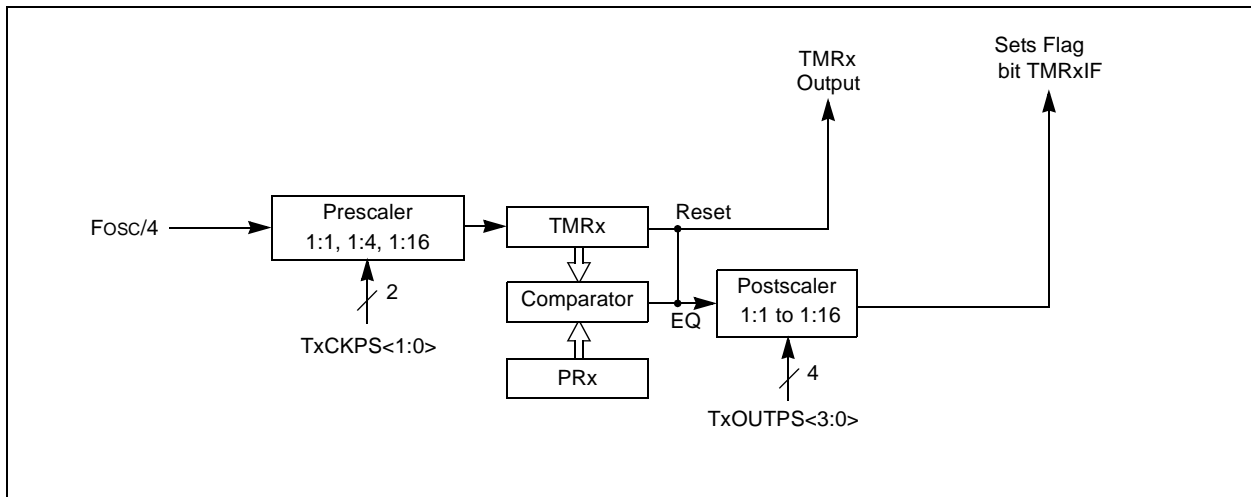 TMRx
Output
Sets Flag
bit TMRxIF
FOSC/4
Prescaler
1:1, 1:4, 1:16
2
TxCKPS<1:0>
TMRx
Reset
Comparator
EQ
PRx
Postscaler
1:1 to 1:16
4
TxOUTPS<3:0>